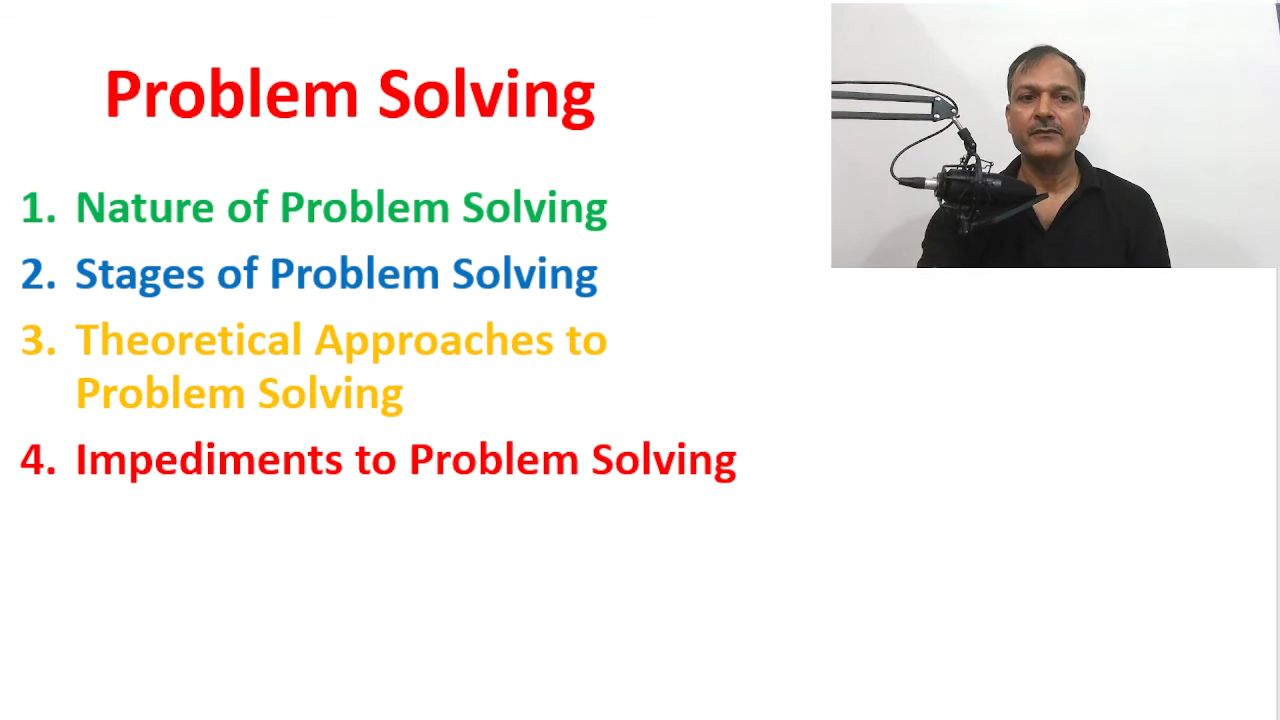 Problem Solving
1. Nature of Problem Solving
2. Stages of Problem Solving
3. Theoretical Approaches to
Problem Solving
4. Impediments to Problem Solving